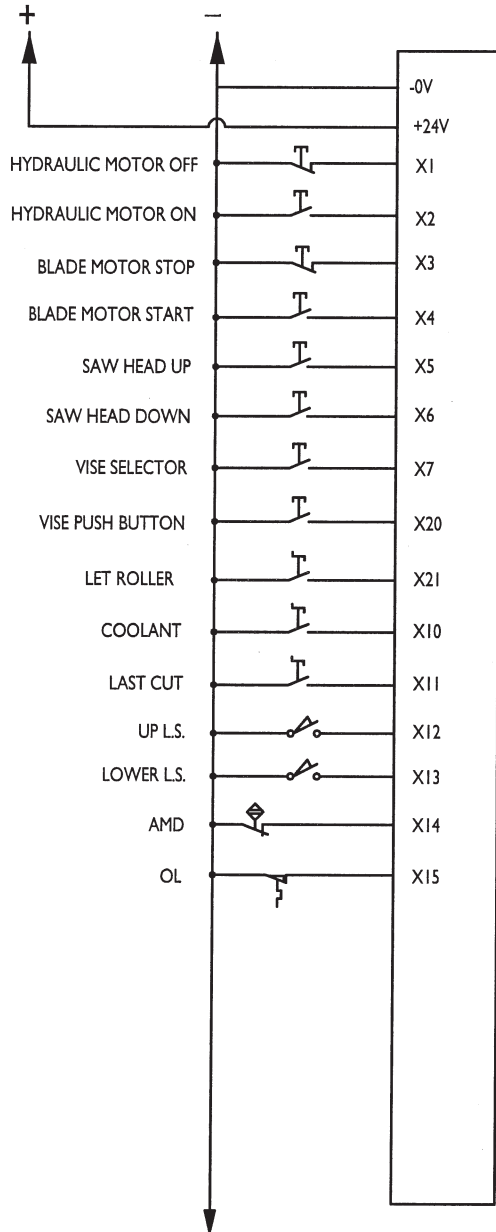 + −
-0V
+24V
HYDRAULIC MOTOR OFF X1
HYDRAULIC MOTOR ON X2
BLADE MOTOR STOP X3
BLADE MOTOR START X4
SAW HEAD UP X5
SAW HEAD DOWN X6
VISE SELECTOR X7
VISE PUSH BUTTON X20
LET ROLLER X21
COOLANT X10
LAST CUT X11
UP L.S. X12
LOWER L.S. X13
AMD X14
OL X15